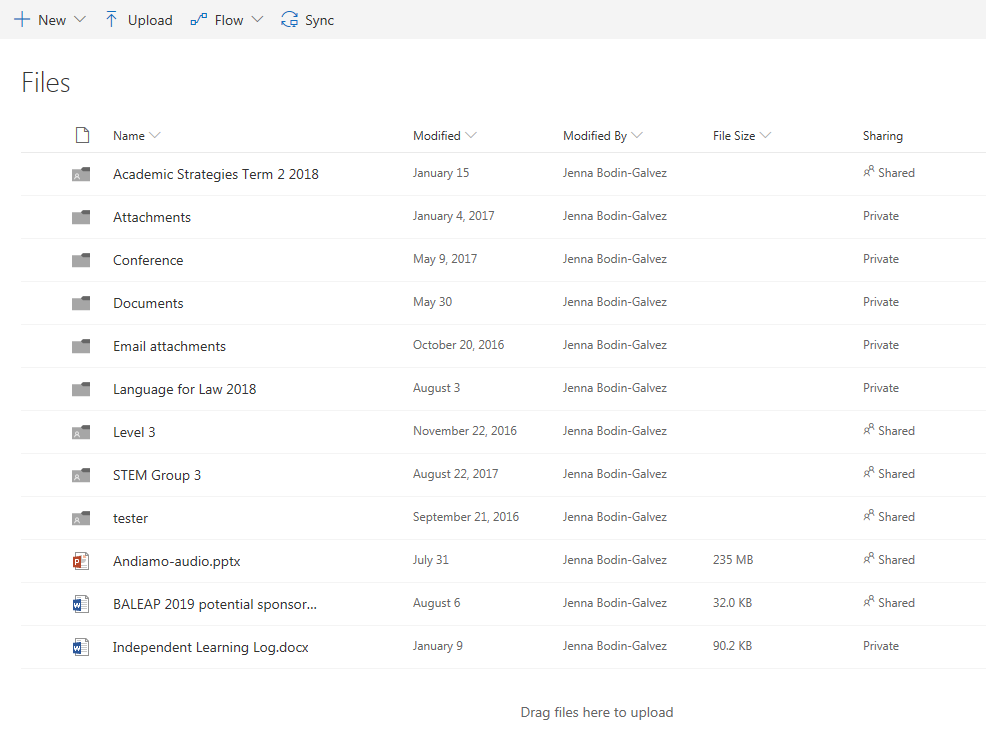 New Upload Flow Sync
Files
Name Modified Modified By File Size Sharing
Academic Strategies Term 2 2018 January 15 Jenna Bodin-Galvez Shared
Attachments January 4, 2017 Jenna Bodin-Galvez Private
Conference May 9, 2017 Jenna Bodin-Galvez Private
Documents May 30 Jenna Bodin-Galvez Private
Email attachments October 20, 2016 Jenna Bodin-Galvez Private
Language for Law 2018 August 3 Jenna Bodin-Galvez Private
Level 3 November 22, 2016 Jenna Bodin-Galvez Shared
STEM Group 3 August 22, 2017 Jenna Bodin-Galvez Shared
tester September 21, 2016 Jenna Bodin-Galvez Shared
Andiamo-audio.pptx July 31 Jenna Bodin-Galvez 235 MB Shared
BALEAP 2019 potential sponsor... August 6 Jenna Bodin-Galvez 32.0 KB Shared
Independent Learning Log.docx January 9 Jenna Bodin-Galvez 90.2 KB Private
Drag files here to upload